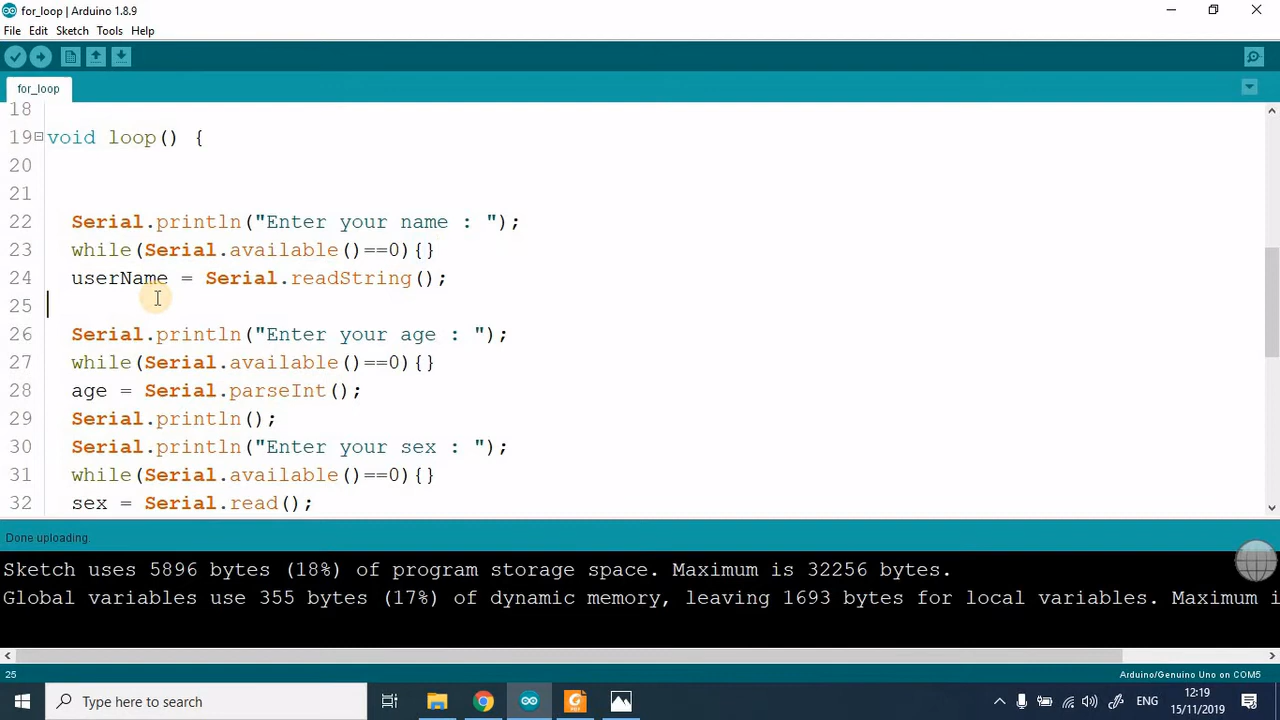 for_loop | Arduino 1.8.9
File Edit Sketch Tools Help
for_loop
18
19 void loop() {
20
21
22 Serial.println("Enter your name : ");
23 while(Serial.available()==0){}
24 userName = Serial.readString();
25
26 Serial.println("Enter your age : ");
27 while(Serial.available()==0){}
28 age = Serial.parseInt();
29 Serial.println();
30 Serial.println("Enter your sex : ");
31 while(Serial.available()==0){}
32 sex = Serial.read();
Done uploading.
Sketch uses 5896 bytes (18%) of program storage space. Maximum is 32256 bytes.
Global variables use 355 bytes (17%) of dynamic memory, leaving 1693 bytes for local variables. Maximum i
25 Arduino/Genuino Uno on COM5
Type here to search
ENG
12:19
15/11/2019